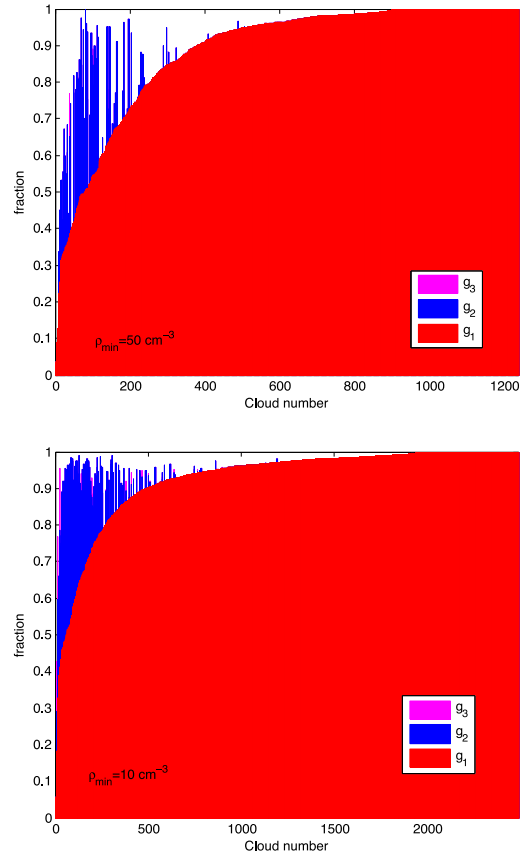 1
0.9
0.8
0.7
0.6
0.5
0.4
0.3
0.2
0.1
0
fraction
ρmin=50 cm⁻³
g₃
g₂
g₁
0 200 400 600 800 1000 1200
Cloud number
1
0.9
0.8
0.7
0.6
0.5
0.4
0.3
0.2
0.1
0
fraction
ρmin=10 cm⁻³
g₃
g₂
g₁
0 500 1000 1500 2000
Cloud number